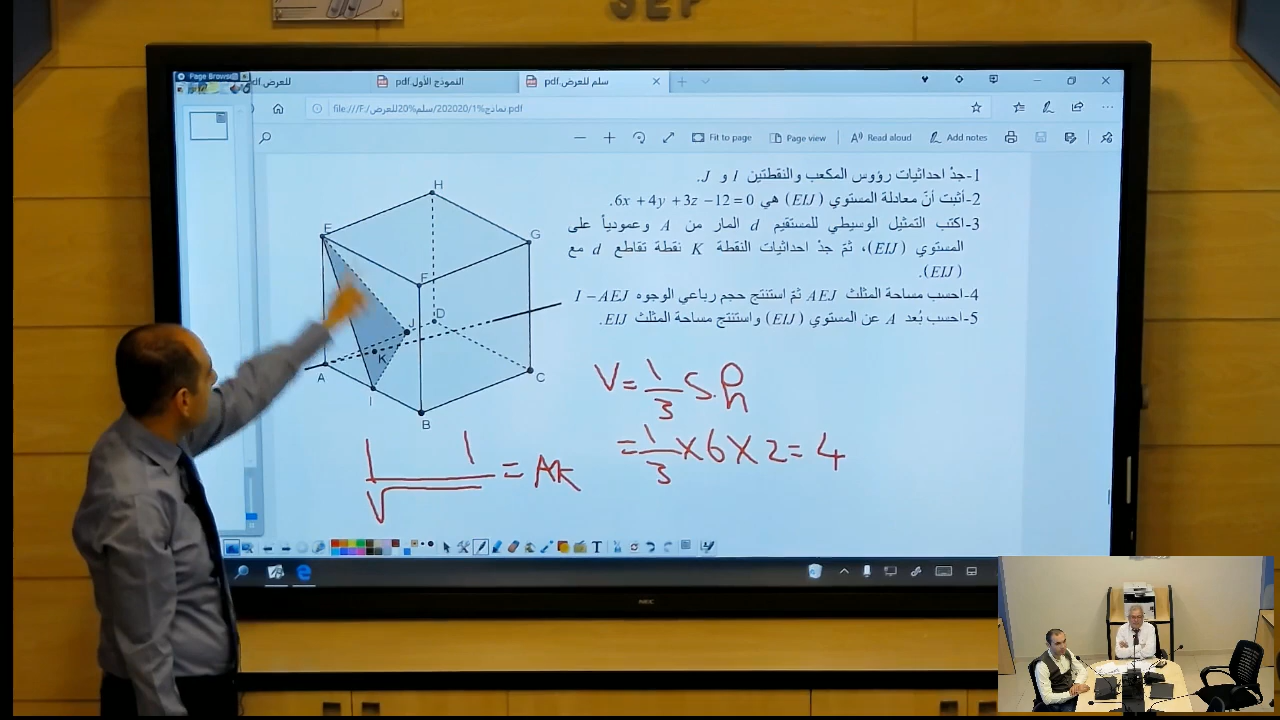 SEP
Page Brows
للعرض.pdf
النموذج الأول.pdf
سلم للعرض.pdf
Fit to page
Page view
Read aloud
Add notes
1-جدْ احداثيات رؤوس المكعب والنقطتين I و J.
2-أثبت أنّ معادلة المستوي (EIJ) هي 6x + 4y + 3z − 12 = 0.
3-اكتب التمثيل الوسيطي للمستقيم d المار من A وعمودياً على
المستوي (EIJ)، ثمّ جدْ احداثيات النقطة K نقطة تقاطع d مع
(EIJ).
4-احسب مساحة المثلث AEJ ثمّ استنتج حجم رباعي الوجوه I − AEJ
5-احسب بُعد A عن المستوي (EIJ) واستنتج مساحة المثلث EIJ.
H
E
G
F
J
D
K
A
C
I
B
V = 1/3 S.h
= 1/3 × 6 × 2 = 4
| | / √ = AK
NEC